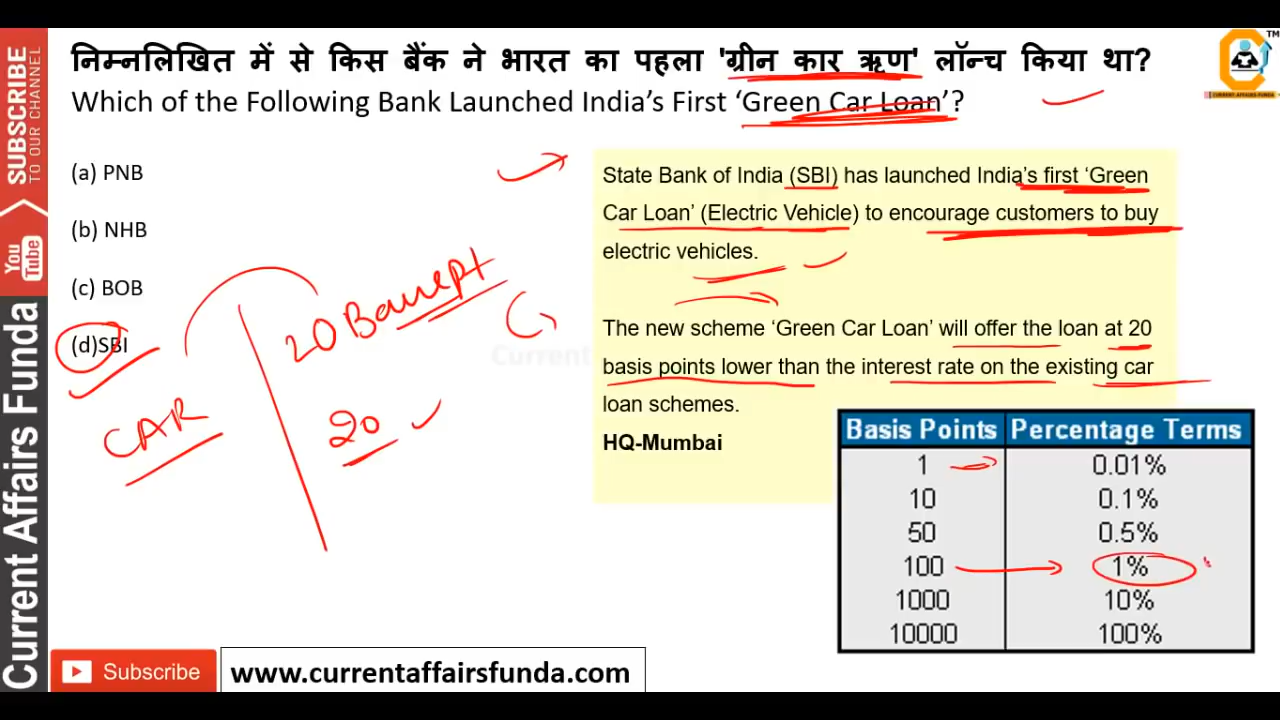 निम्नलिखित में से किस बैंक ने भारत का पहला 'ग्रीन कार ऋण' लॉन्च किया था?
Which of the Following Bank Launched India's First 'Green Car Loan'?
(a) PNB
(b) NHB
(c) BOB
(d)SBI
CAR
20
20
State Bank of India (SBI) has launched India's first 'Green
Car Loan' (Electric Vehicle) to encourage customers to buy
electric vehicles.
The new scheme 'Green Car Loan' will offer the loan at 20
basis points lower than the interest rate on the existing car
loan schemes.
HQ-Mumbai
Current
Basis Points Percentage Terms
1 0.01%
10 0.1%
50 0.5%
100 1%
1000 10%
10000 100%
SUBSCRIBE
TO OUR CHANNEL
You Tube
Current Affairs Funda
Subscribe
www.currentaffairsfunda.com
TM
CURRENT AFFAIRS FUNDA